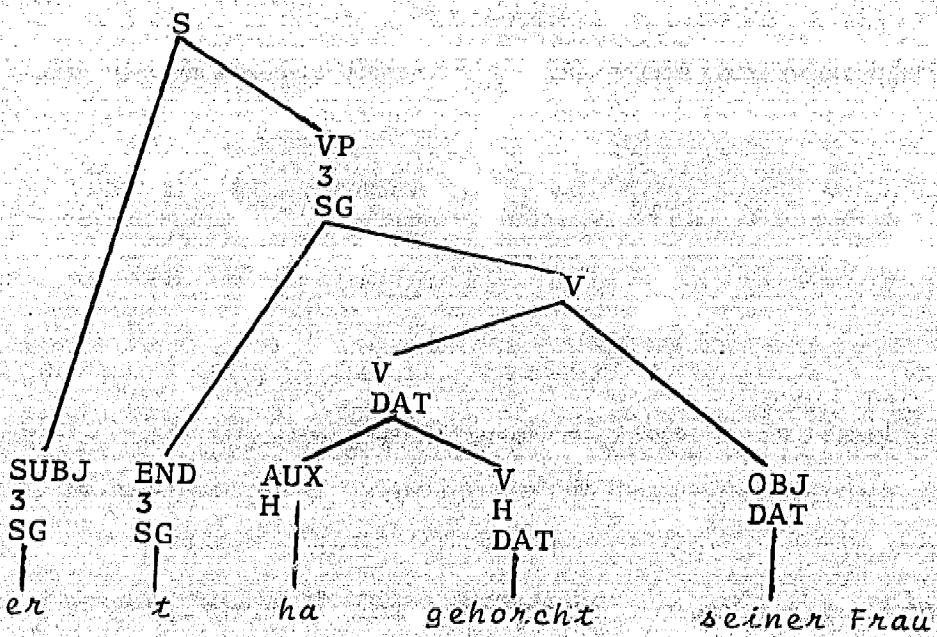 S
VP
3
SG
V
V
DAT
SUBJ END AUX V OBJ
3 3 H H DAT
SG SG DAT
er t ha gehorcht seiner Frau